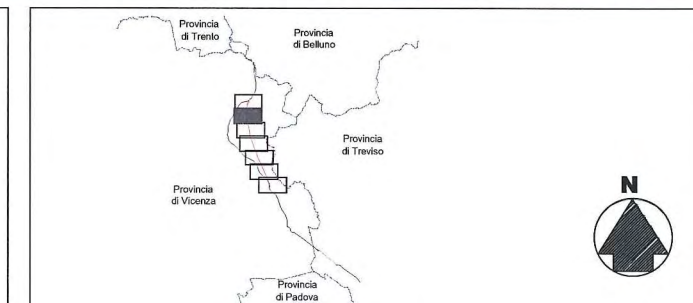 Provincia
di Trento
Provincia
di Belluno
Provincia
di Treviso
Provincia
di Vicenza
N
Provincia
di Padova